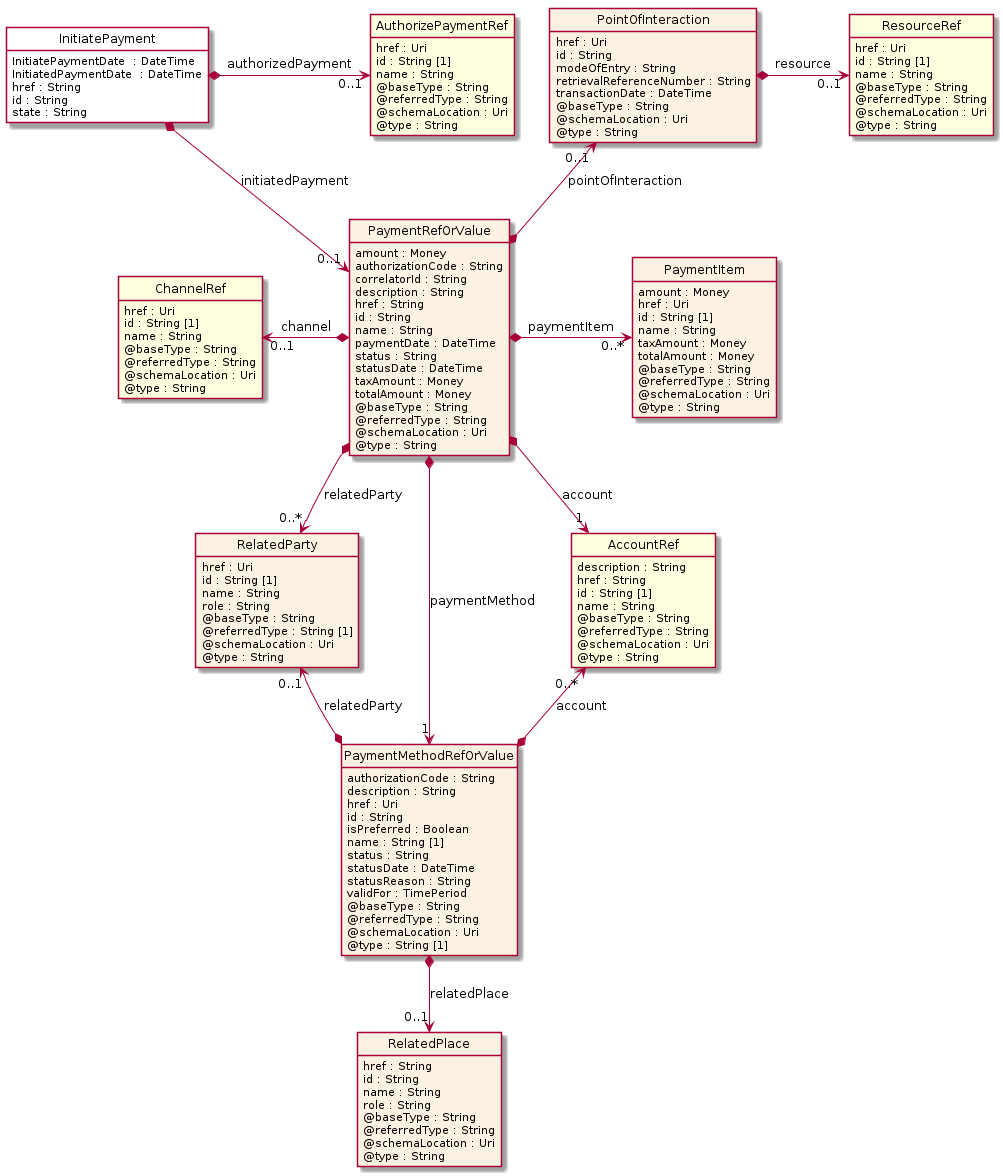 InitiatePayment
InitiatePaymentDate : DateTime
InitiatedPaymentDate : DateTime
href : String
id : String
state : String
authorizedPayment
0..1
AuthorizePaymentRef
href : Uri
id : String [1]
name : String
@baseType : String
@referredType : String
@schemaLocation : Uri
@type : String
PointOfInteraction
href : Uri
id : String
modeOfEntry : String
retrievalReferenceNumber : String
transactionDate : DateTime
@baseType : String
@schemaLocation : Uri
@type : String
resource
0..1
ResourceRef
href : Uri
id : String [1]
name : String
@baseType : String
@referredType : String
@schemaLocation : Uri
@type : String
initiatedPayment
0..1
0..1
pointOfInteraction
PaymentRefOrValue
amount : Money
authorizationCode : String
correlatorId : String
description : String
href : String
id : String
name : String
paymentDate : DateTime
status : String
statusDate : DateTime
taxAmount : Money
totalAmount : Money
@baseType : String
@referredType : String
@schemaLocation : Uri
@type : String
ChannelRef
href : Uri
id : String [1]
name : String
@baseType : String
@referredType : String
@schemaLocation : Uri
@type : String
channel
0..1
paymentItem
0..*
PaymentItem
amount : Money
href : Uri
id : String [1]
name : String
taxAmount : Money
totalAmount : Money
@baseType : String
@referredType : String
@schemaLocation : Uri
@type : String
relatedParty
0..*
account
1
RelatedParty
href : Uri
id : String [1]
name : String
role : String
@baseType : String
@referredType : String [1]
@schemaLocation : Uri
@type : String
paymentMethod
1
AccountRef
description : String
href : String
id : String [1]
name : String
@baseType : String
@referredType : String
@schemaLocation : Uri
@type : String
0..1
relatedParty
0..*
account
PaymentMethodRefOrValue
authorizationCode : String
description : String
href : Uri
id : String
isPreferred : Boolean
name : String [1]
status : String
statusDate : DateTime
statusReason : String
validFor : TimePeriod
@baseType : String
@referredType : String
@schemaLocation : Uri
@type : String [1]
relatedPlace
0..1
RelatedPlace
href : String
id : String
name : String
role : String
@baseType : String
@referredType : String
@schemaLocation : Uri
@type : String